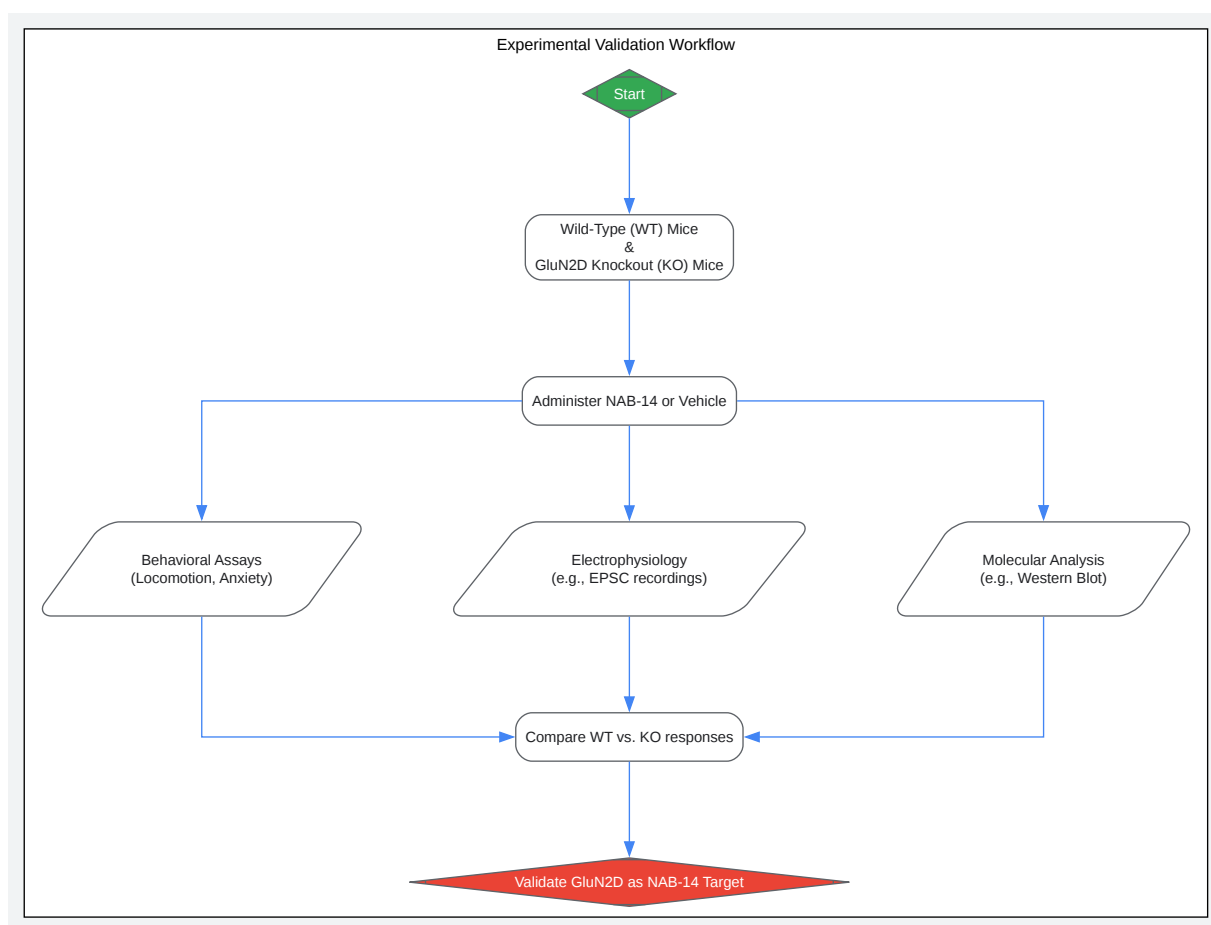 Experimental Validation Workflow
Start
Wild-Type (WT) Mice
&
GluN2D Knockout (KO) Mice
Administer NAB-14 or Vehicle
Behavioral Assays
(Locomotion, Anxiety)
Electrophysiology
(e.g., EPSC recordings)
Molecular Analysis
(e.g., Western Blot)
Compare WT vs. KO responses
Validate GluN2D as NAB-14 Target